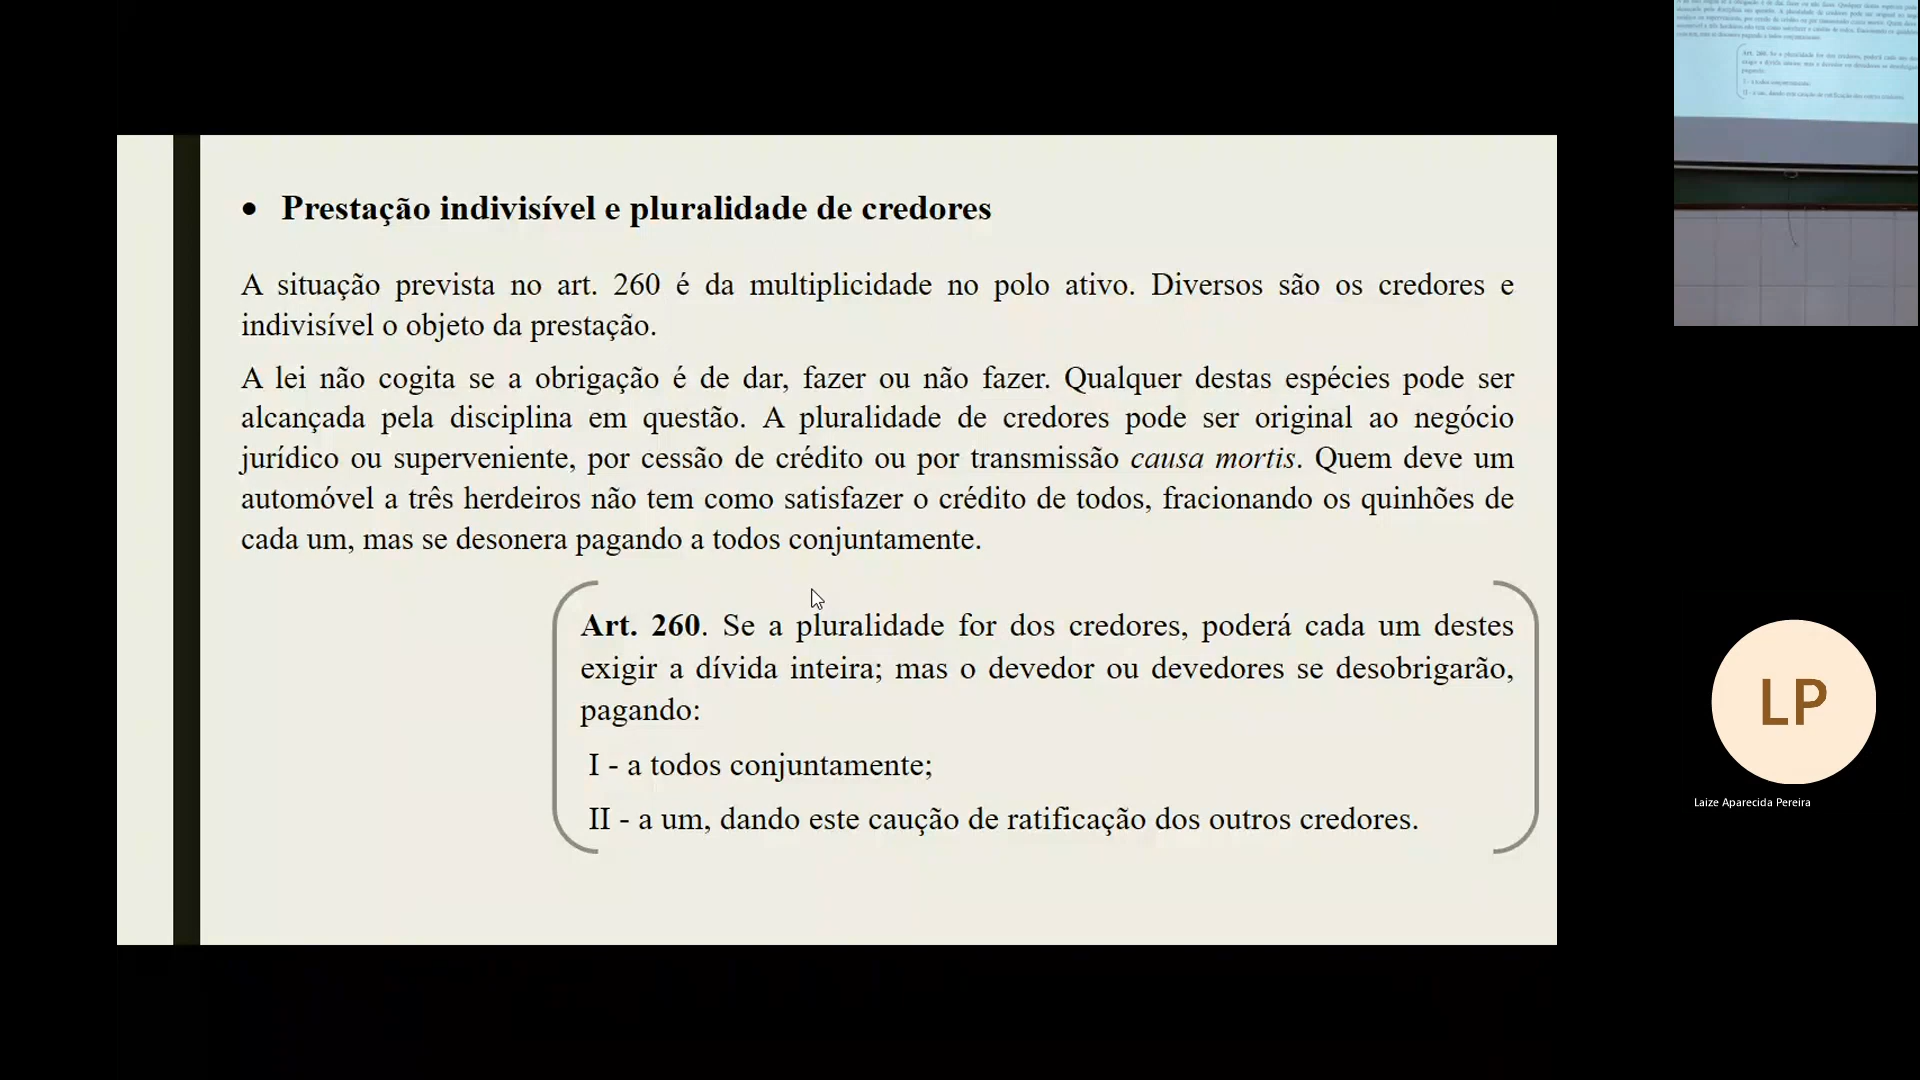 • Prestação indivisível e pluralidade de credores
A situação prevista no art. 260 é da multiplicidade no polo ativo. Diversos são os credores e
indivisível o objeto da prestação.
A lei não cogita se a obrigação é de dar, fazer ou não fazer. Qualquer destas espécies pode ser
alcançada pela disciplina em questão. A pluralidade de credores pode ser original ao negócio
jurídico ou superveniente, por cessão de crédito ou por transmissão causa mortis. Quem deve um
automóvel a três herdeiros não tem como satisfazer o crédito de todos, fracionando os quinhões de
cada um, mas se desonera pagando a todos conjuntamente.
Art. 260. Se a pluralidade for dos credores, poderá cada um destes
exigir a dívida inteira; mas o devedor ou devedores se desobrigarão,
pagando:
I - a todos conjuntamente;
II - a um, dando este caução de ratificação dos outros credores.
LP
Laize Aparecida Pereira